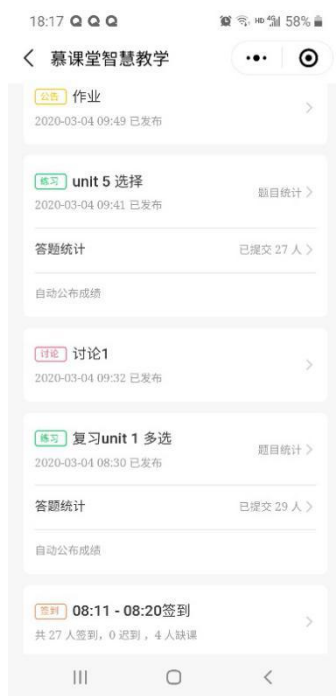 18:17 58%
慕课堂智慧教学
公告 作业
2020-03-04 09:49 已发布
练习 unit 5 选择
2020-03-04 09:41 已发布
题目统计
答题统计
已提交 27 人
自动公布成绩
讨论 讨论1
2020-03-04 09:32 已发布
练习 复习unit 1 多选
2020-03-04 08:30 已发布
题目统计
答题统计
已提交 29 人
自动公布成绩
签到 08:11 - 08:20签到
共 27 人签到，0 迟到 ，4 人缺课